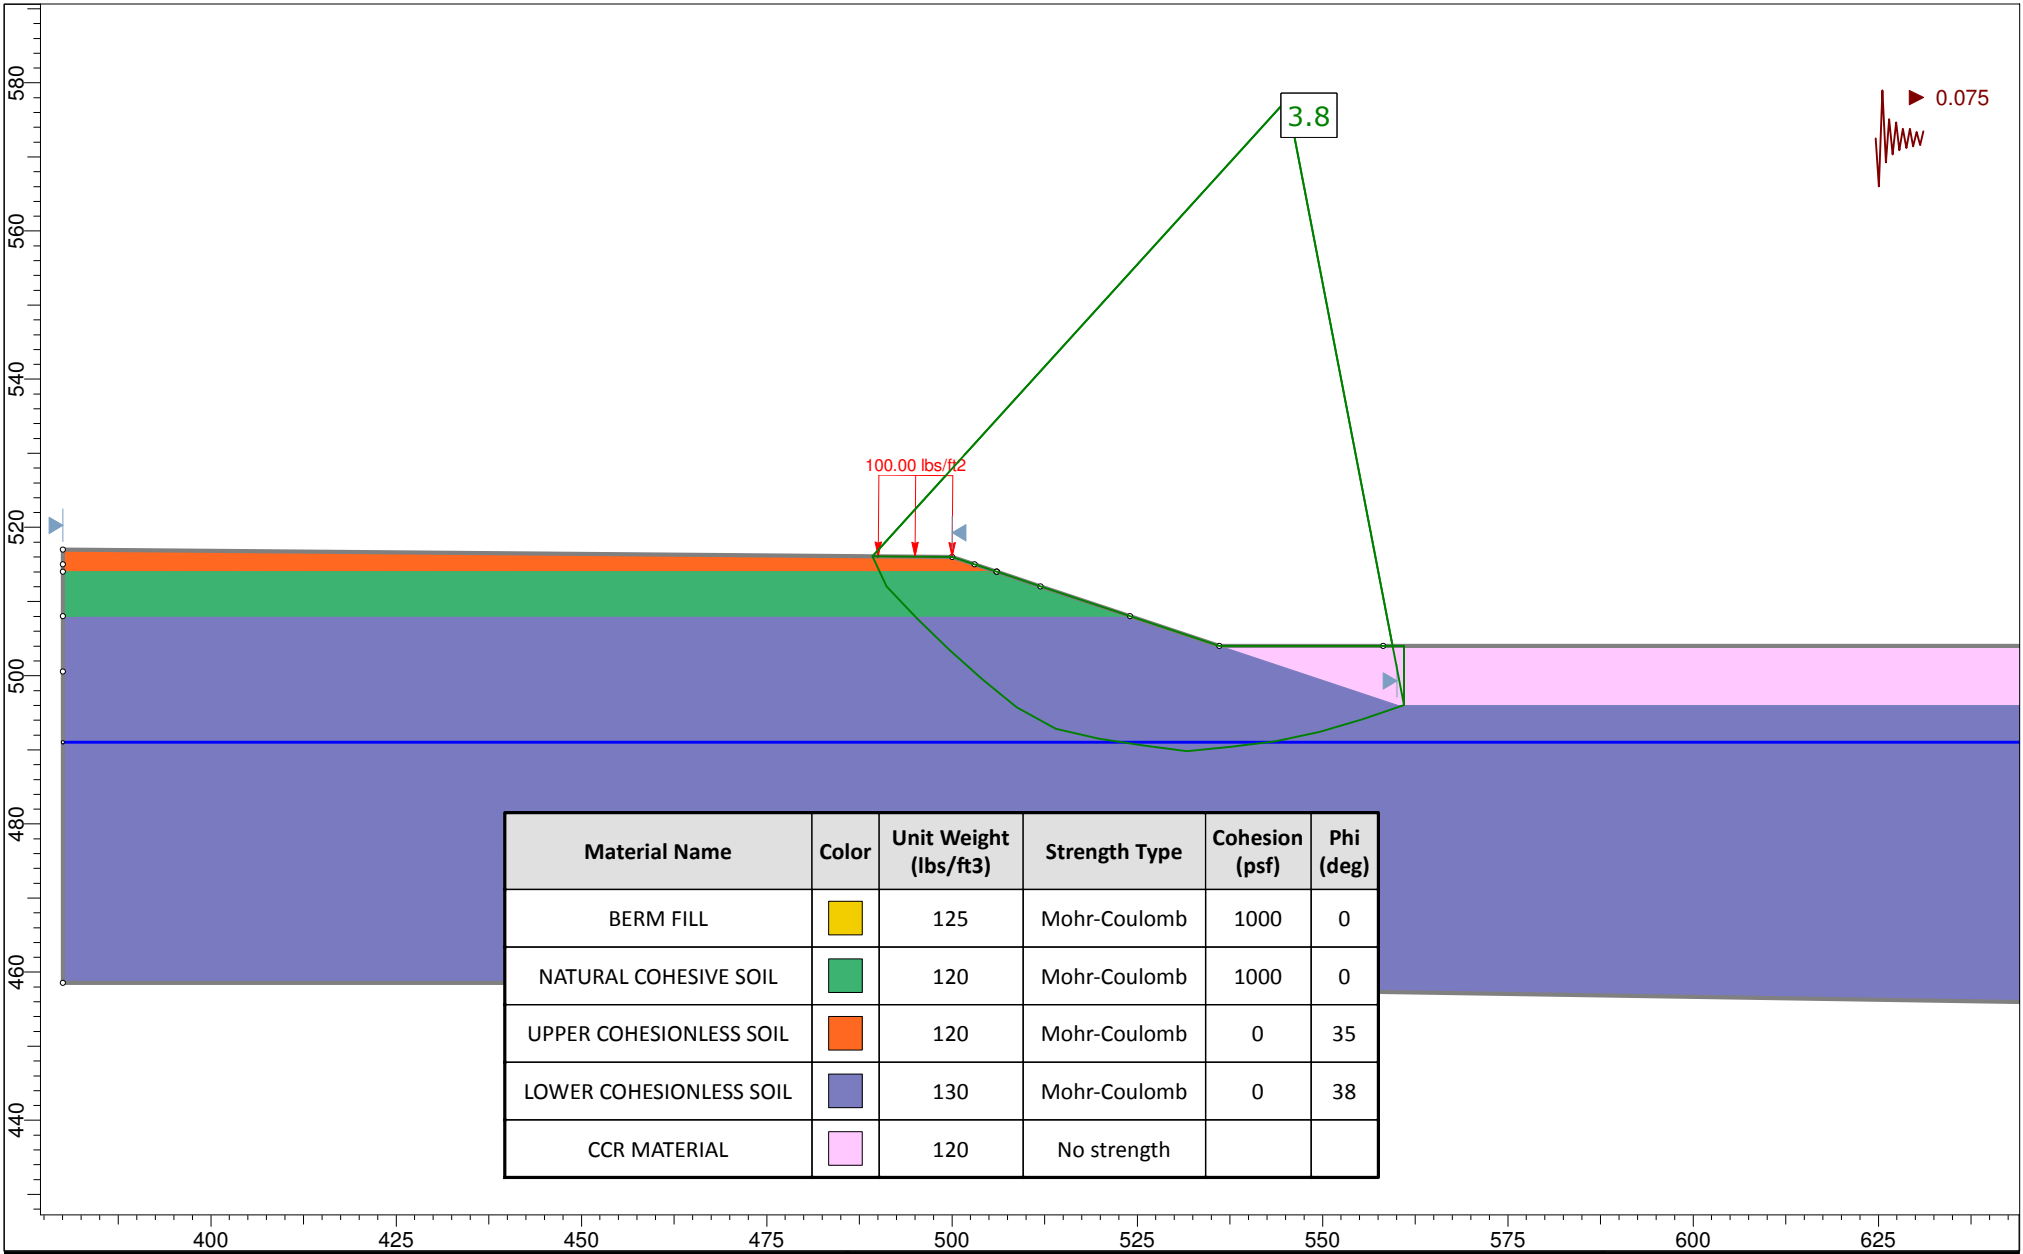 580
560
540
520
500
480
460
440
3.8
0.075
100.00 lbs/ft2
Material Name Color Unit Weight (lbs/ft3) Strength Type Cohesion (psf) Phi (deg)
BERM FILL 125 Mohr-Coulomb 1000 0
NATURAL COHESIVE SOIL 120 Mohr-Coulomb 1000 0
UPPER COHESIONLESS SOIL 120 Mohr-Coulomb 0 35
LOWER COHESIONLESS SOIL 130 Mohr-Coulomb 0 38
CCR MATERIAL 120 No strength
400 425 450 475 500 525 550 575 600 625